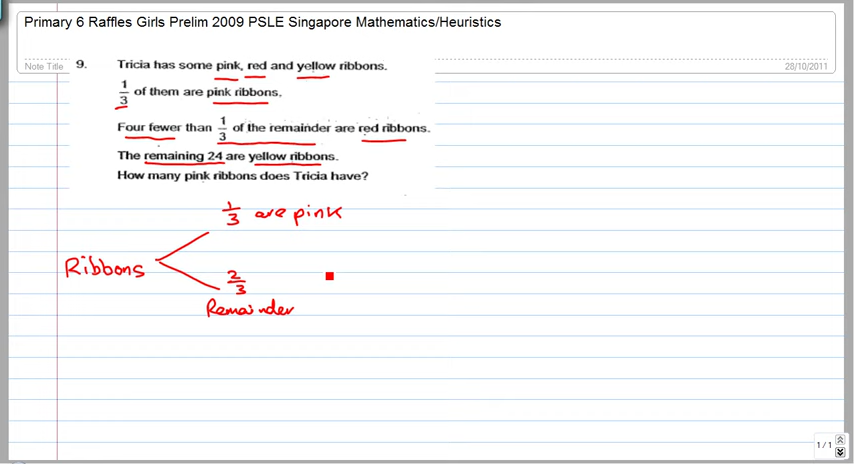 Primary 6 Raffles Girls Prelim 2009 PSLE Singapore Mathematics/Heuristics
Note Title
28/10/2011
9. Tricia has some pink, red and yellow ribbons.
1/3 of them are pink ribbons.
Four fewer than 1/3 of the remainder are red ribbons.
The remaining 24 are yellow ribbons.
How many pink ribbons does Tricia have?
1/3 are pink
Ribbons
2/3
Remainder
1 / 1